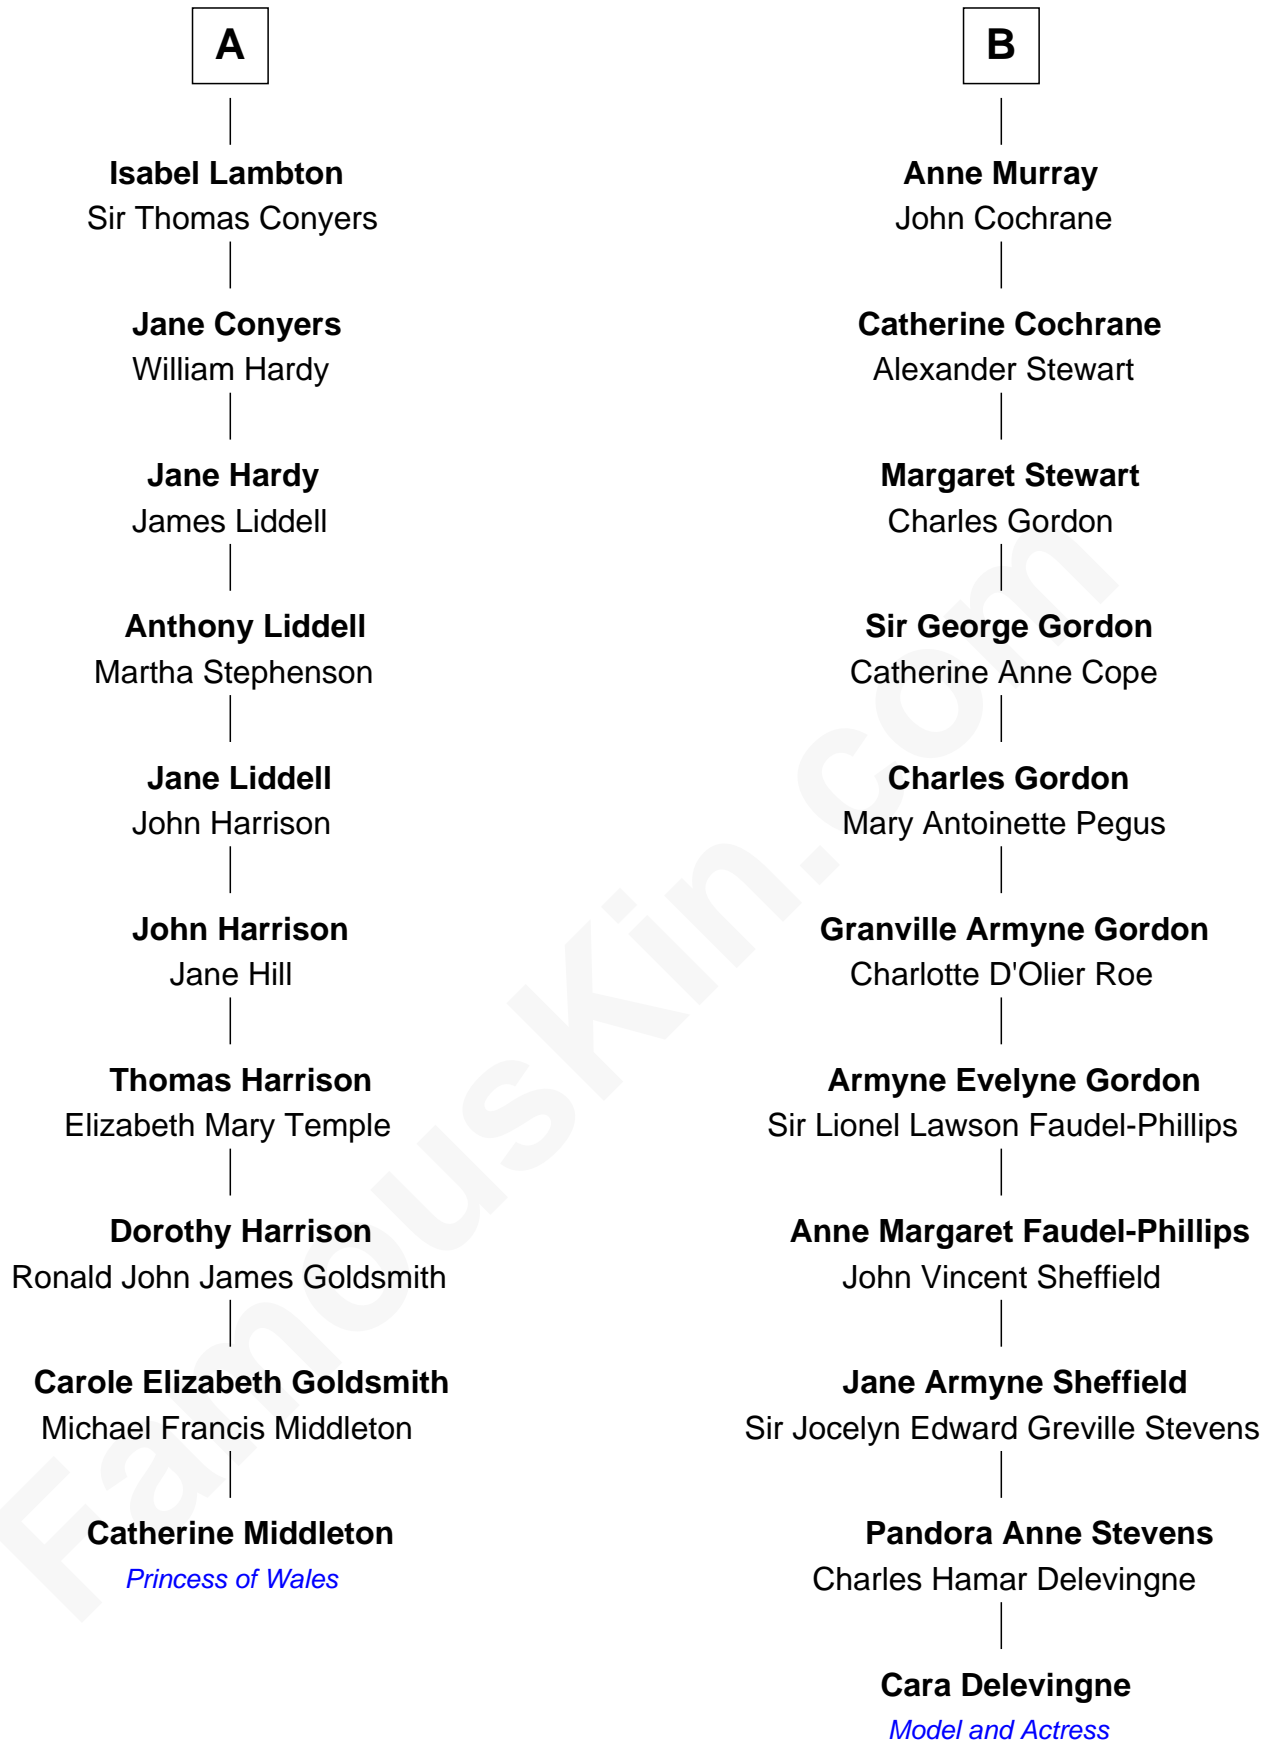 A
Isabel Lambton
Sir Thomas Conyers
Jane Conyers
William Hardy
Jane Hardy
James Liddell
Anthony Liddell
Martha Stephenson
Jane Liddell
John Harrison
John Harrison
Jane Hill
Thomas Harrison
Elizabeth Mary Temple
Dorothy Harrison
Ronald John James Goldsmith
Carole Elizabeth Goldsmith
Michael Francis Middleton
Catherine Middleton
Princess of Wales
B
Anne Murray
John Cochrane
Catherine Cochrane
Alexander Stewart
Margaret Stewart
Charles Gordon
Sir George Gordon
Catherine Anne Cope
Charles Gordon
Mary Antoinette Pegus
Granville Armyne Gordon
Charlotte D'Olier Roe
Armyne Evelyne Gordon
Sir Lionel Lawson Faudel-Phillips
Anne Margaret Faudel-Phillips
John Vincent Sheffield
Jane Armyne Sheffield
Sir Jocelyn Edward Greville Stevens
Pandora Anne Stevens
Charles Hamar Delevingne
Cara Delevingne
Model and Actress
FamousKin.com